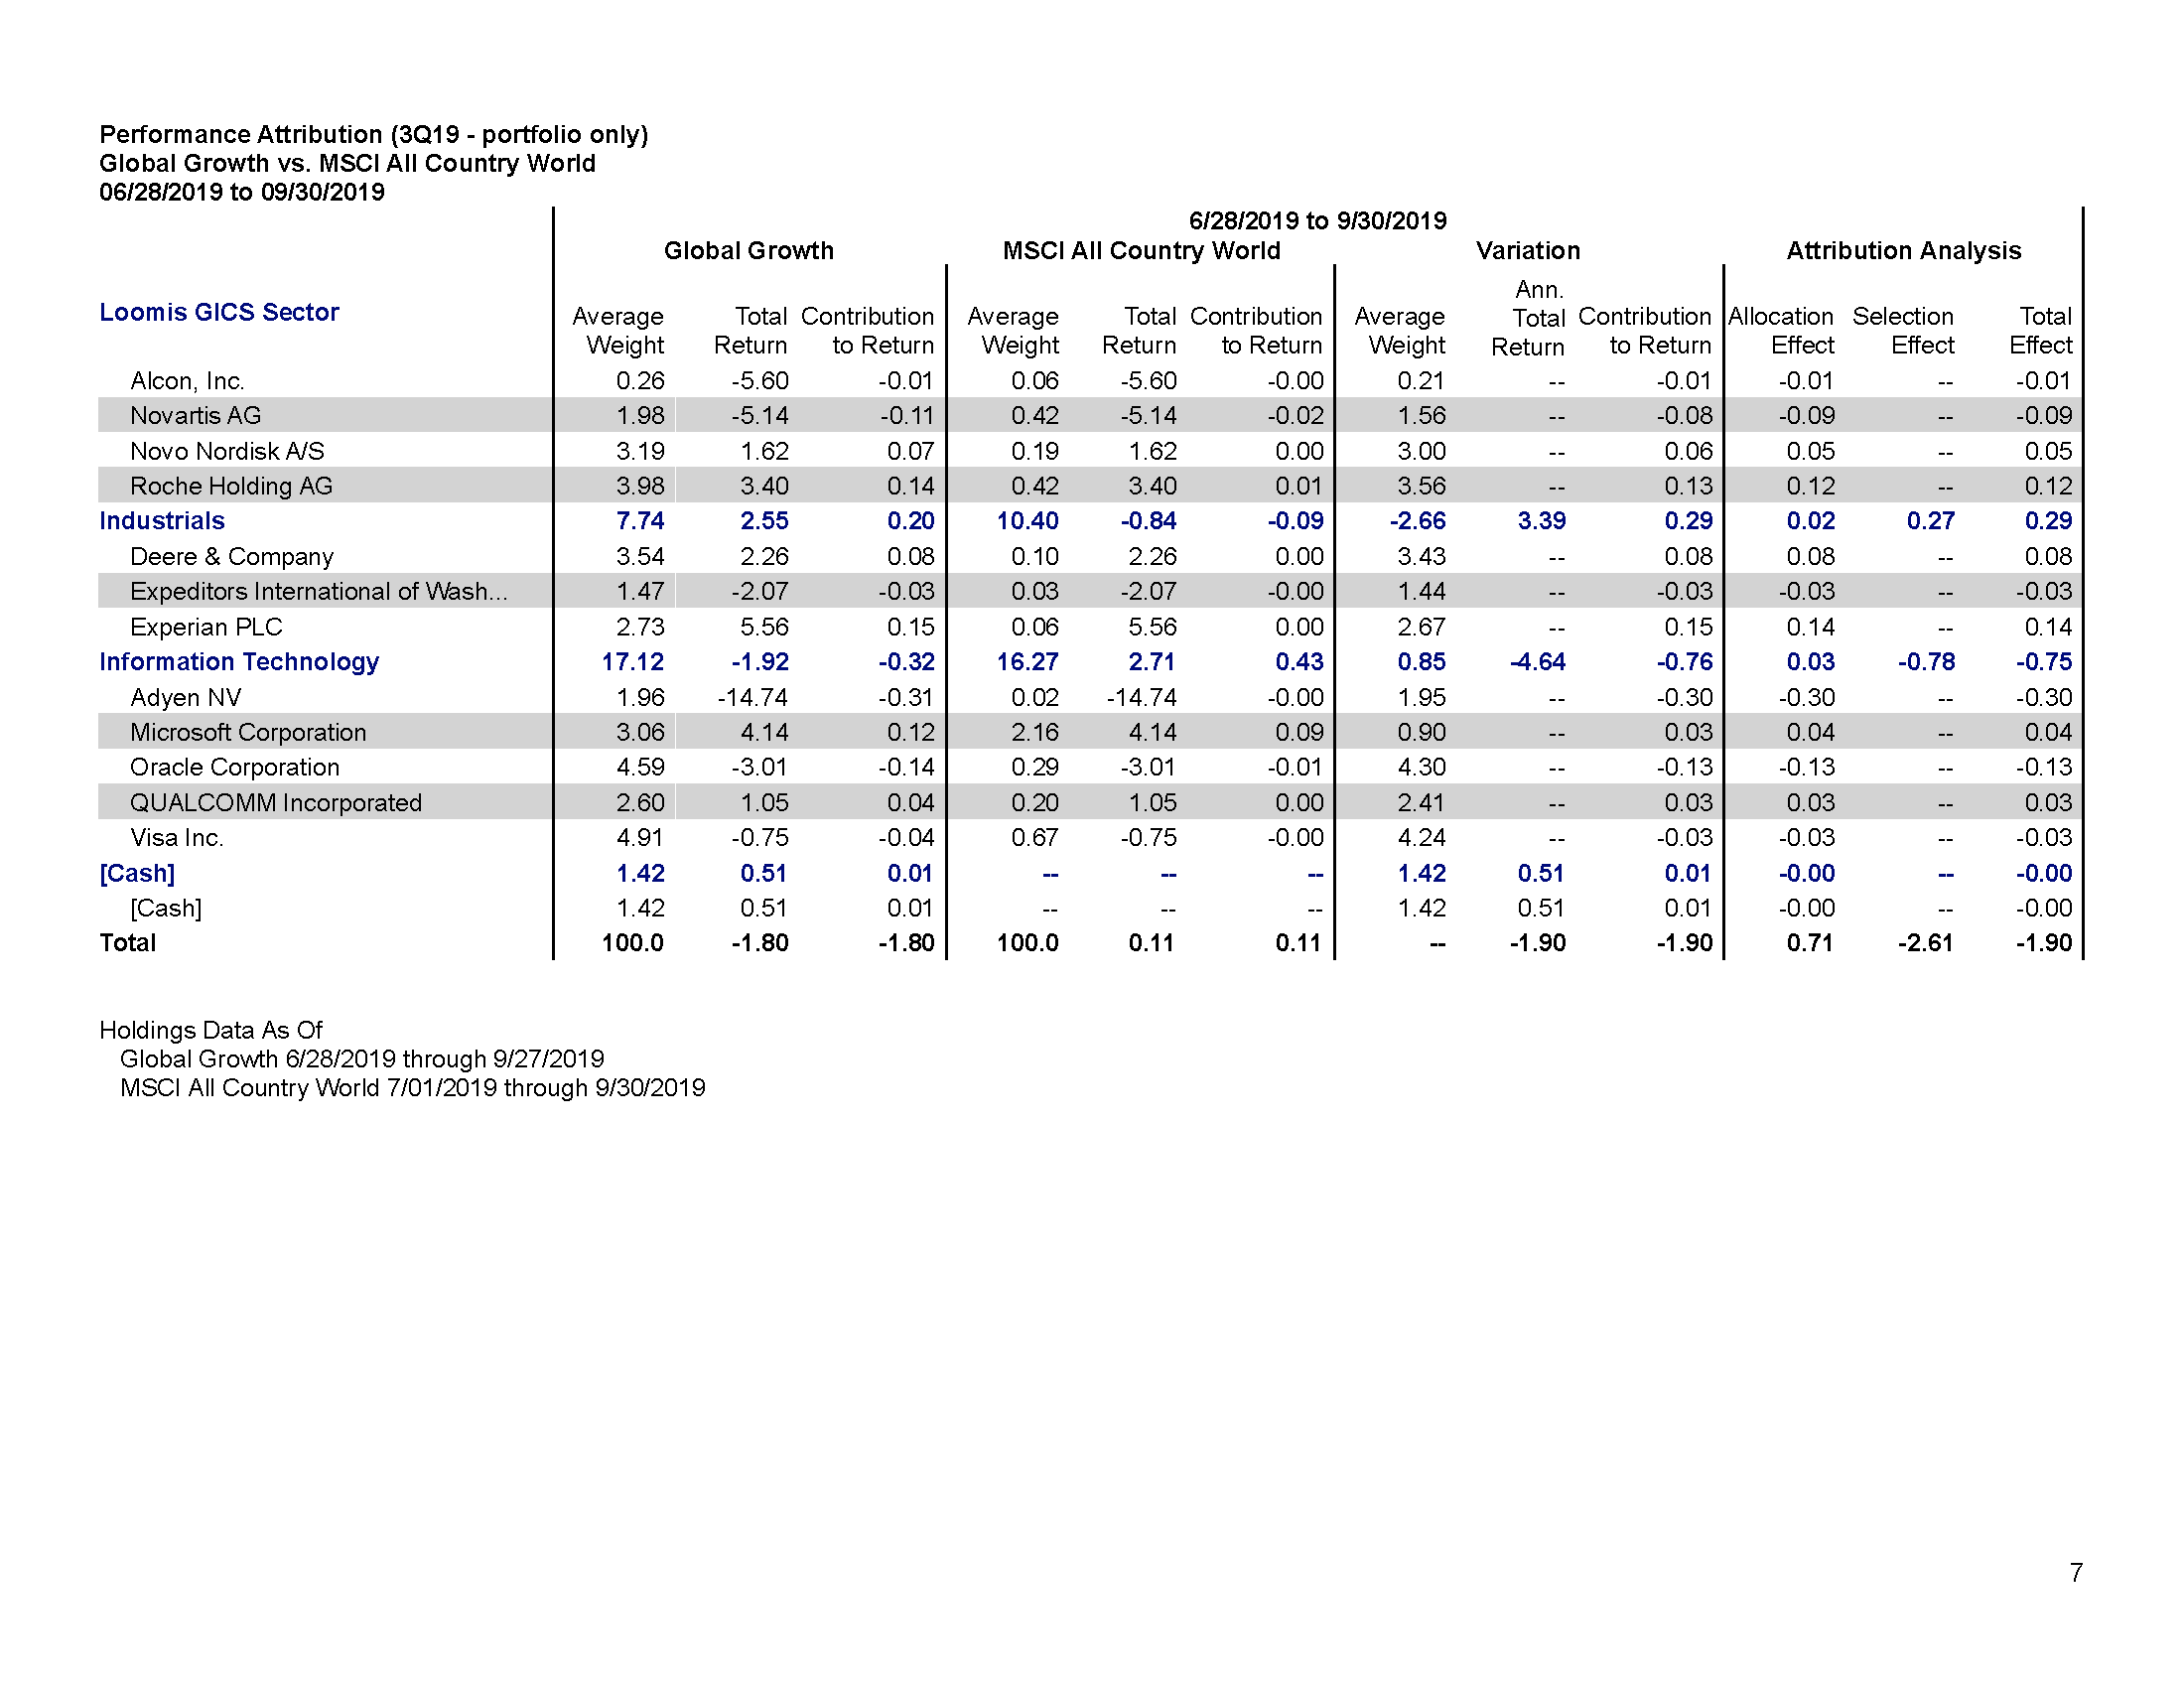 Performance Attribution (3Q19 - portfolio only)
Global Growth vs. MSCI All Country World
06/28/2019 to 09/30/2019
6/28/2019 to 9/30/2019
Global Growth MSCI All Country World Variation Attribution Analysis
Loomis GICS Sector Average Weight Total Return Contribution to Return Average Weight Total Return Contribution to Return Average Weight Ann. Total Return Contribution to Return Allocation Effect Selection Effect Total Effect
Alcon, Inc. 0.26 -5.60 -0.01 0.06 -5.60 -0.00 0.21 -- -0.01 -0.01 -- -0.01
Novartis AG 1.98 -5.14 -0.11 0.42 -5.14 -0.02 1.56 -- -0.08 -0.09 -- -0.09
Novo Nordisk A/S 3.19 1.62 0.07 0.19 1.62 0.00 3.00 -- 0.06 0.05 -- 0.05
Roche Holding AG 3.98 3.40 0.14 0.42 3.40 0.01 3.56 -- 0.13 0.12 -- 0.12
Industrials 7.74 2.55 0.20 10.40 -0.84 -0.09 -2.66 3.39 0.29 0.02 0.27 0.29
Deere & Company 3.54 2.26 0.08 0.10 2.26 0.00 3.43 -- 0.08 0.08 -- 0.08
Expeditors International of Wash... 1.47 -2.07 -0.03 0.03 -2.07 -0.00 1.44 -- -0.03 -0.03 -- -0.03
Experian PLC 2.73 5.56 0.15 0.06 5.56 0.00 2.67 -- 0.15 0.14 -- 0.14
Information Technology 17.12 -1.92 -0.32 16.27 2.71 0.43 0.85 -4.64 -0.76 0.03 -0.78 -0.75
Adyen NV 1.96 -14.74 -0.31 0.02 -14.74 -0.00 1.95 -- -0.30 -0.30 -- -0.30
Microsoft Corporation 3.06 4.14 0.12 2.16 4.14 0.09 0.90 -- 0.03 0.04 -- 0.04
Oracle Corporation 4.59 -3.01 -0.14 0.29 -3.01 -0.01 4.30 -- -0.13 -0.13 -- -0.13
QUALCOMM Incorporated 2.60 1.05 0.04 0.20 1.05 0.00 2.41 -- 0.03 0.03 -- 0.03
Visa Inc. 4.91 -0.75 -0.04 0.67 -0.75 -0.00 4.24 -- -0.03 -0.03 -- -0.03
[Cash] 1.42 0.51 0.01 -- -- -- 1.42 0.51 0.01 -0.00 -- -0.00
[Cash] 1.42 0.51 0.01 -- -- -- 1.42 0.51 0.01 -0.00 -- -0.00
Total 100.0 -1.80 -1.80 100.0 0.11 0.11 -- -1.90 -1.90 0.71 -2.61 -1.90
Holdings Data As Of
Global Growth 6/28/2019 through 9/27/2019
MSCI All Country World 7/01/2019 through 9/30/2019
7